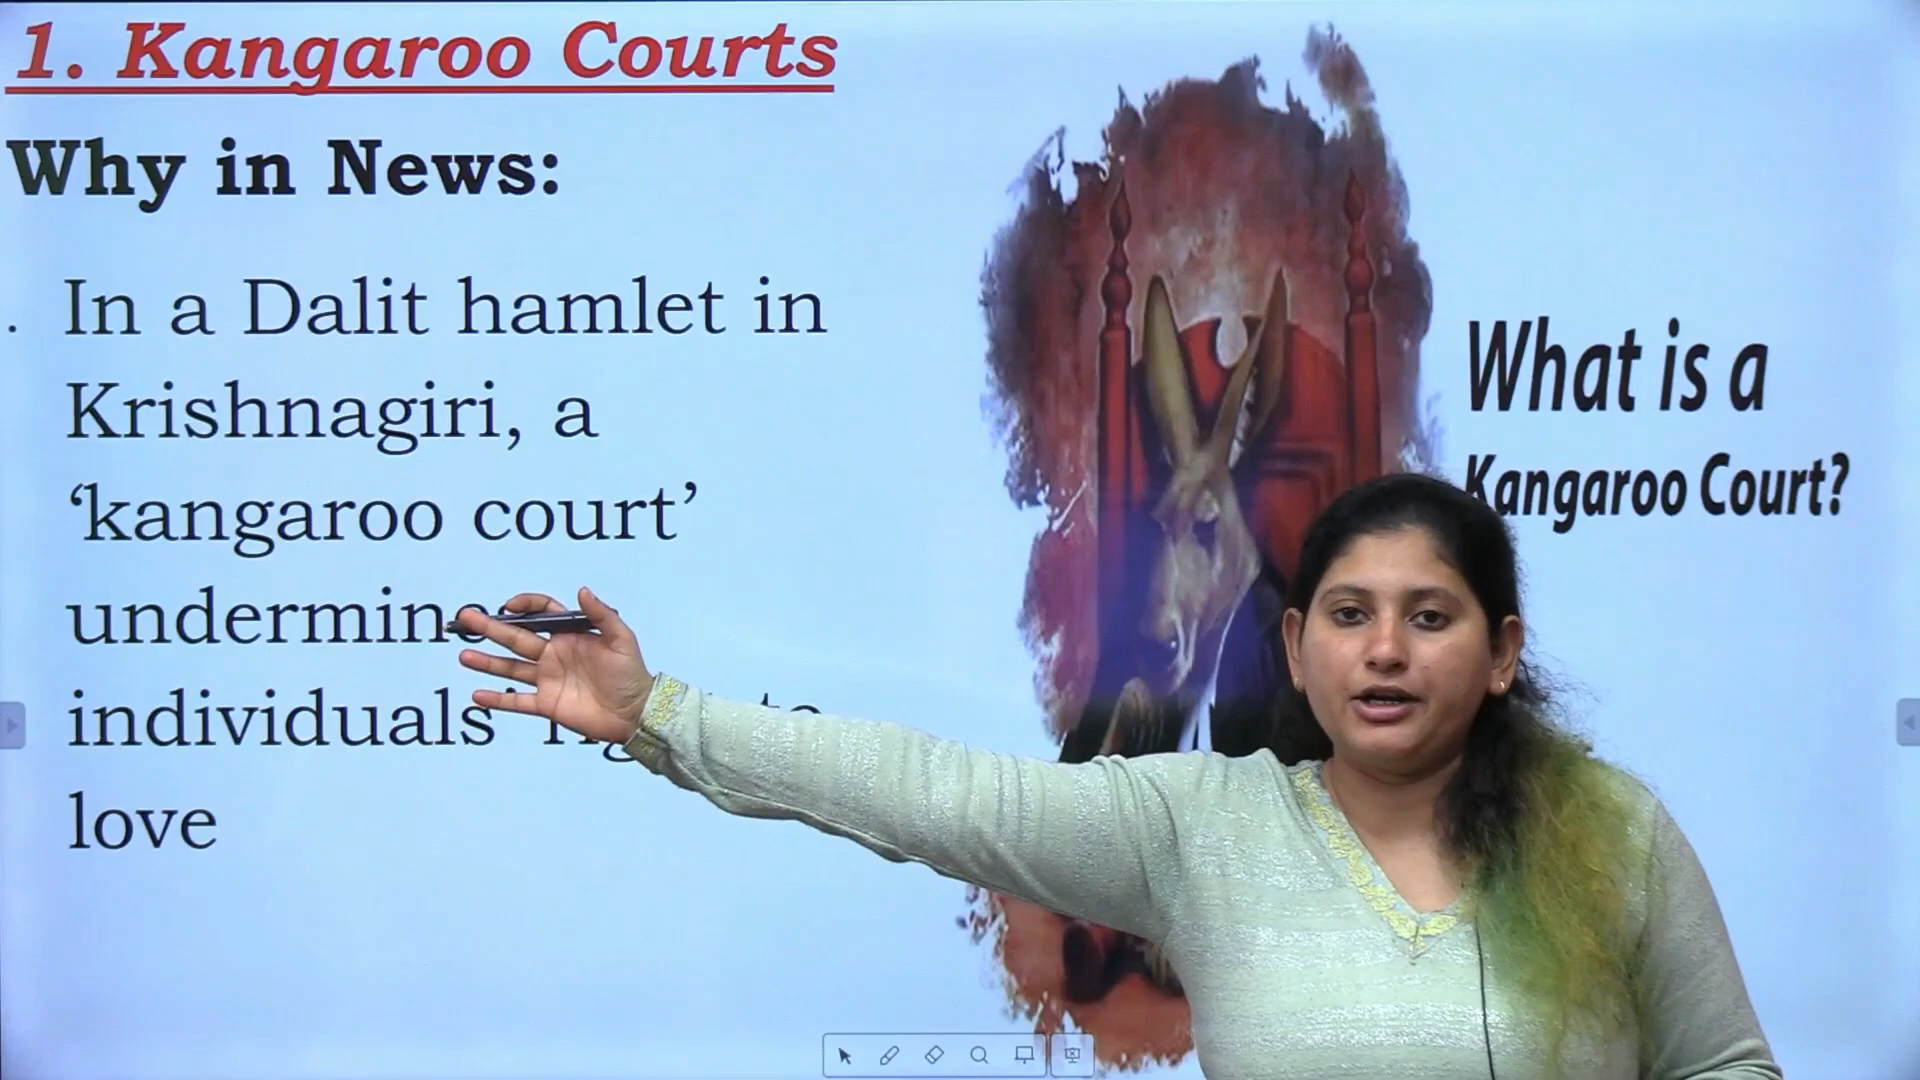 1. Kangaroo Courts
Why in News:
. In a Dalit hamlet in
Krishnagiri, a
‘kangaroo court’
undermines
individuals' to
love
What is a
Kangaroo Court?